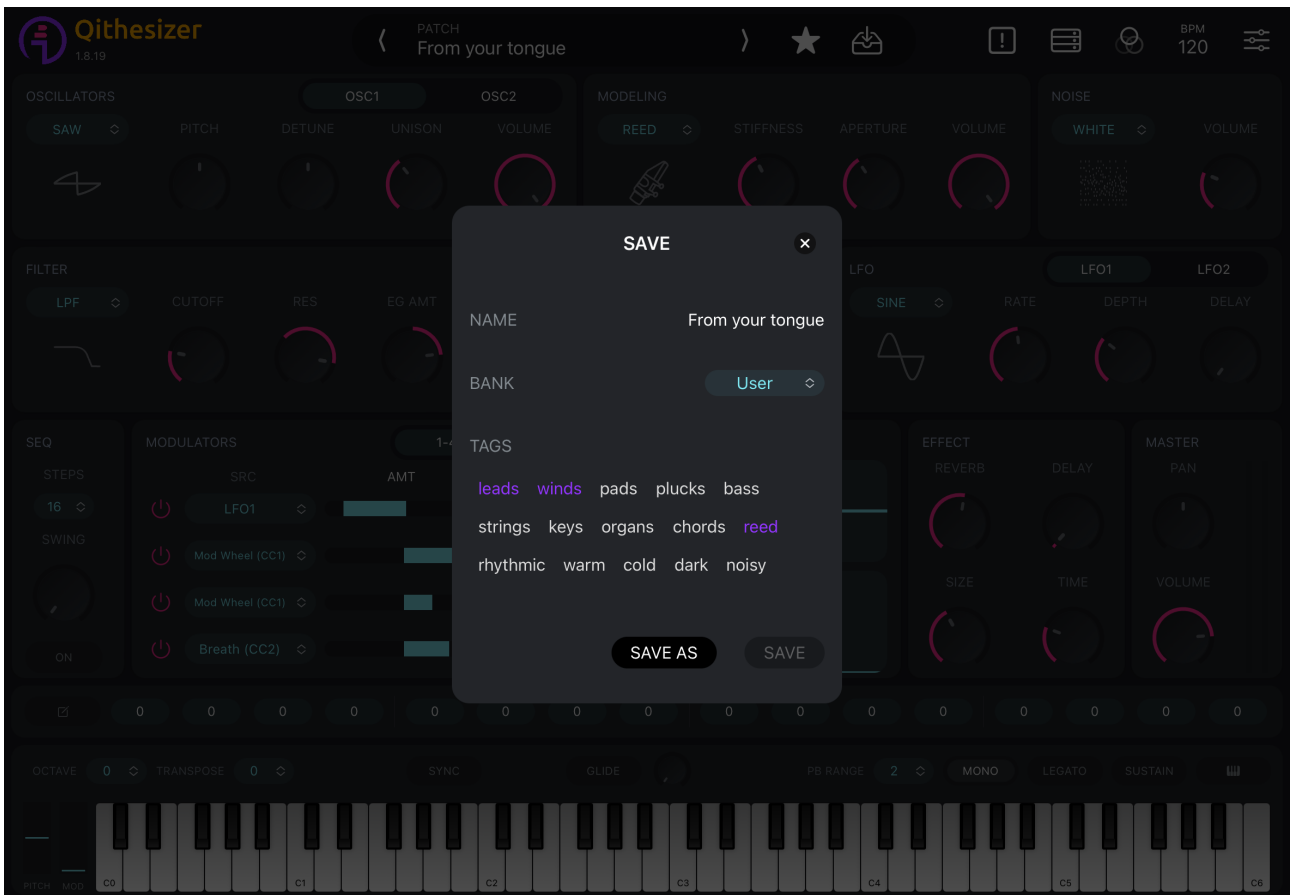 Qithesizer
1.8.19
PATCH
From your tongue
BPM
120
OSCILLATORS
OSC1
OSC2
SAW
PITCH
DETUNE
UNISON
VOLUME
MODELING
REED
STIFFNESS
APERTURE
VOLUME
NOISE
WHITE
VOLUME
FILTER
LPF
CUTOFF
RES
EG AMT
LFO
LFO1
LFO2
SINE
RATE
DEPTH
DELAY
SAVE
NAME
From your tongue
BANK
User
TAGS
leads winds pads plucks bass
strings keys organs chords reed
rhythmic warm cold dark noisy
SAVE AS
SAVE
SEQ
STEPS
16
SWING
ON
MODULATORS
SRC
AMT
LFO1
Mod Wheel (CC1)
Mod Wheel (CC1)
Breath (CC2)
EFFECT
REVERB
DELAY
SIZE
TIME
MASTER
PAN
VOLUME
0 0 0 0 0 0 0 0 0 0 0 0 0 0 0 0
OCTAVE 0 TRANSPOSE 0 SYNC GLIDE PB RANGE 2 MONO LEGATO SUSTAIN
PITCH MOD C0 C1 C2 C3 C4 C5 C6